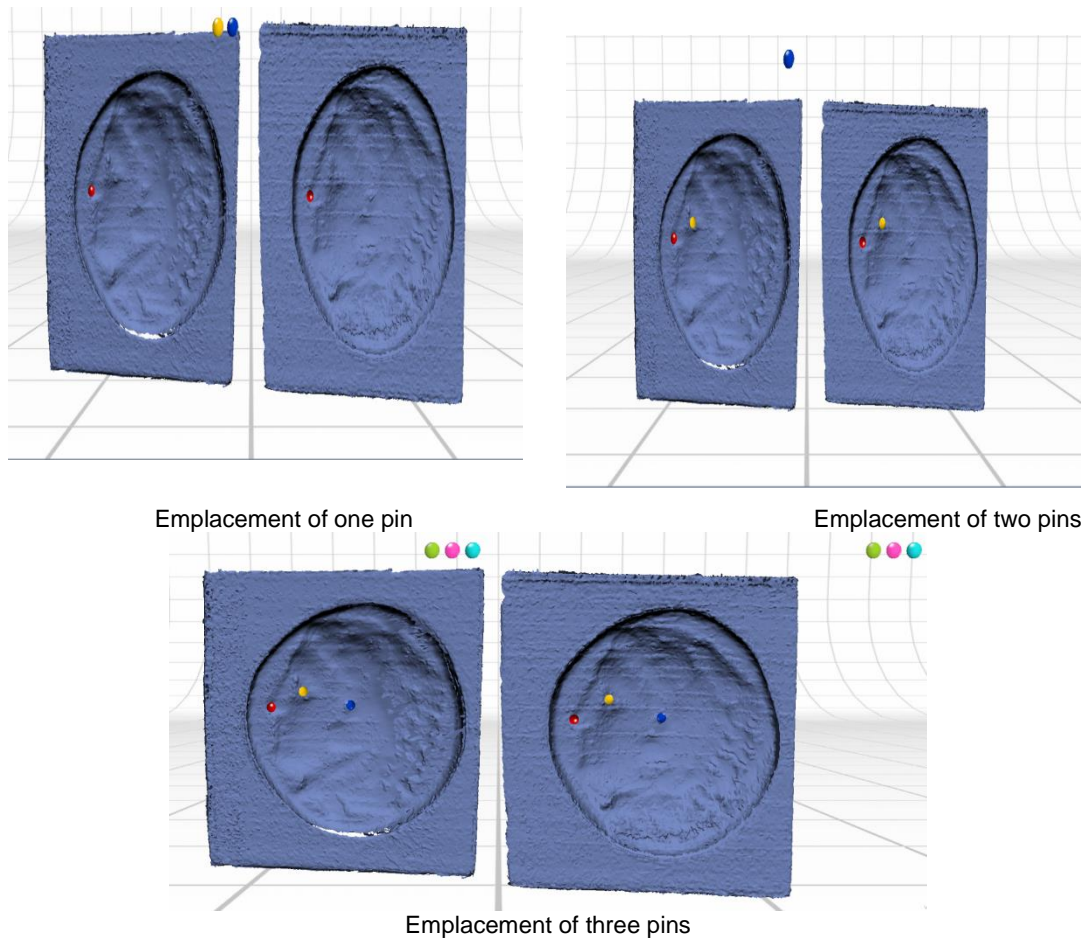 Emplacement of one pin
Emplacement of two pins
Emplacement of three pins